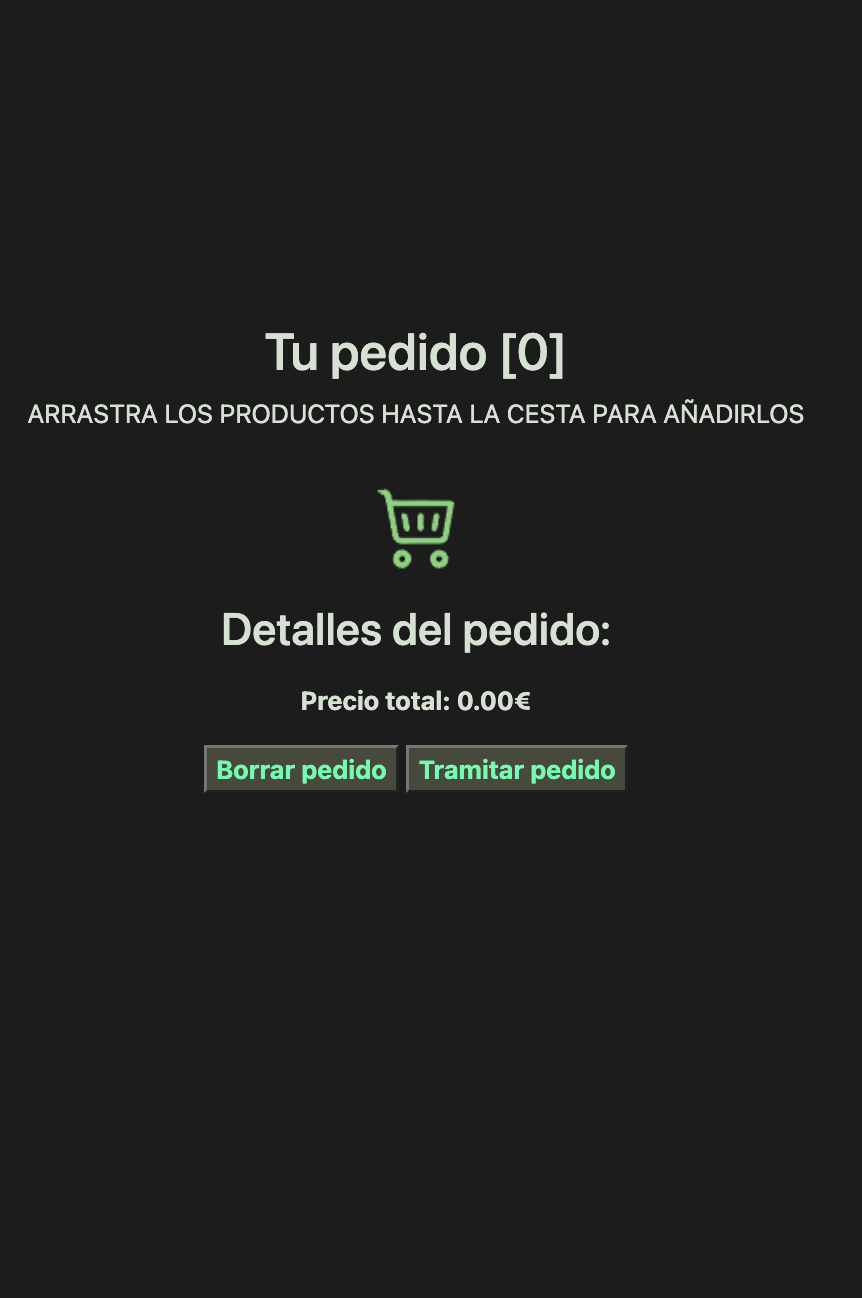 Tu pedido [0]
ARRASTRA LOS PRODUCTOS HASTA LA CESTA PARA AÑADIRLOS
Detalles del pedido:
Precio total: 0.00€
Borrar pedido Tramitar pedido